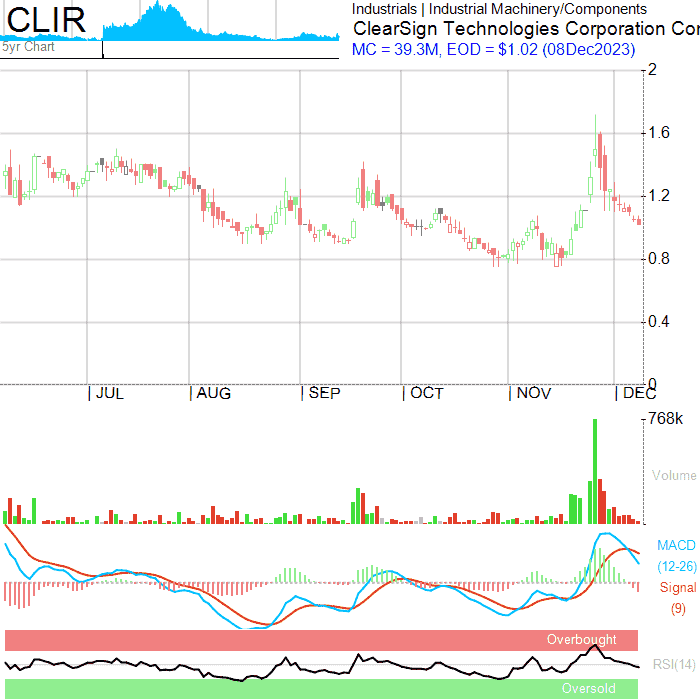 CLIR
5yr Chart
Industrials | Industrial Machinery/Components
ClearSign Technologies Corporation Cor
MC = 39.3M, EOD = $1.02 (08Dec2023)
2
1.6
1.2
0.8
0.4
0
JUL AUG SEP OCT NOV DEC
768k
Volume
MACD
(12-26)
Signal
(9)
Overbought
RSI(14)
Oversold